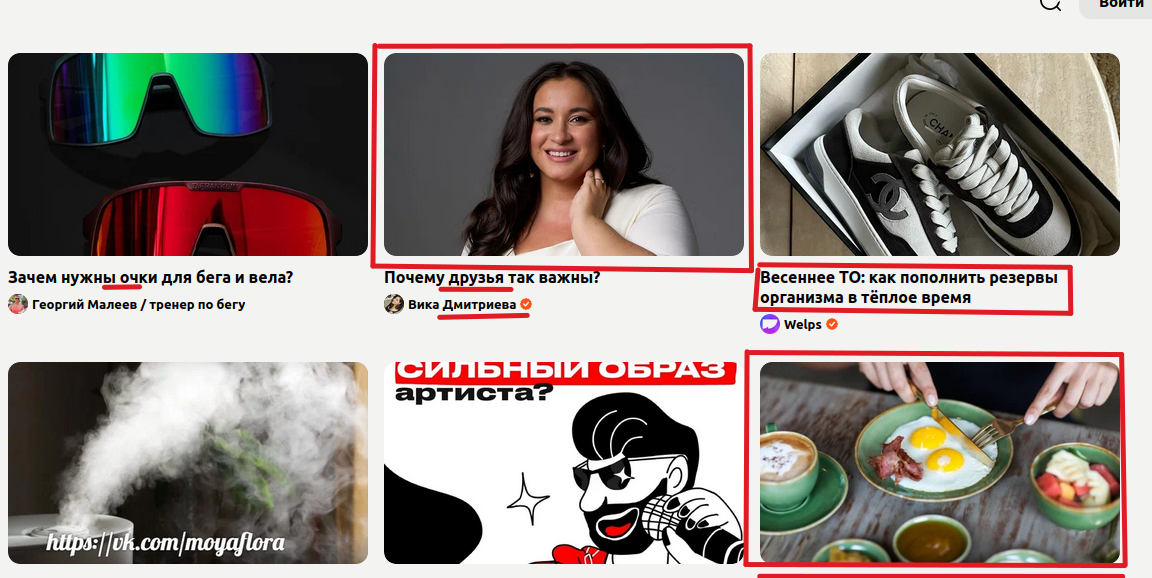 Войти
CHA
Зачем нужны очки для бега и вела?
Почему друзья так важны?
Весеннее ТО: как пополнить резервы
организма в тёплое время
Георгий Малеев / тренер по бегу
Вика Дмитриева
Welps
https://vk.com/moyaflora
СИЛЬНЫЙ ОБРАЗ
артиста?